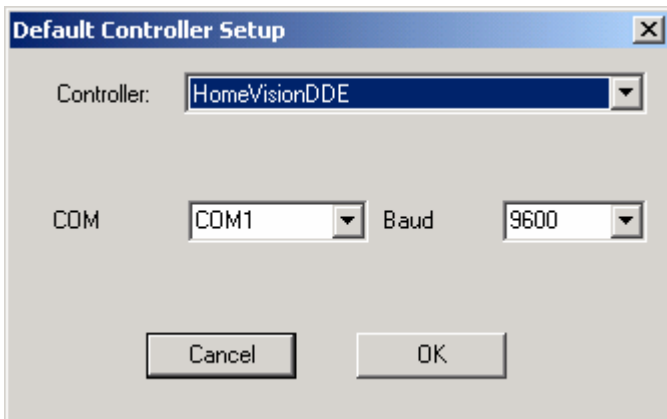 Default Controller Setup
Controller: HomeVisionDDE
COM COM1 Baud 9600
Cancel OK